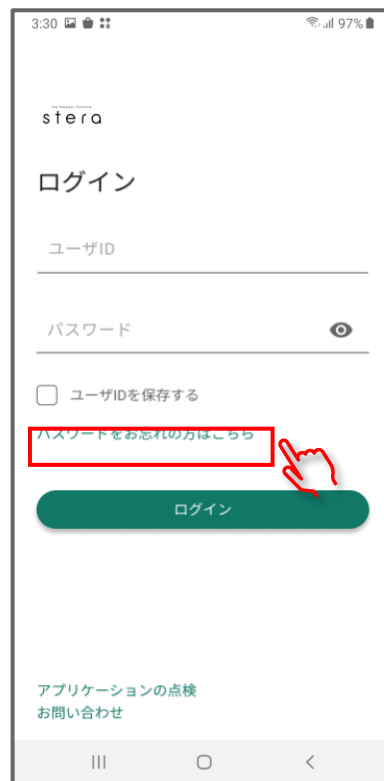 3:30
97%
The Payment Platform
stera
ログイン
ユーザID
パスワード
ユーザIDを保存する
パスワードをお忘れの方はこちら
ログイン
アプリケーションの点検
お問い合わせ